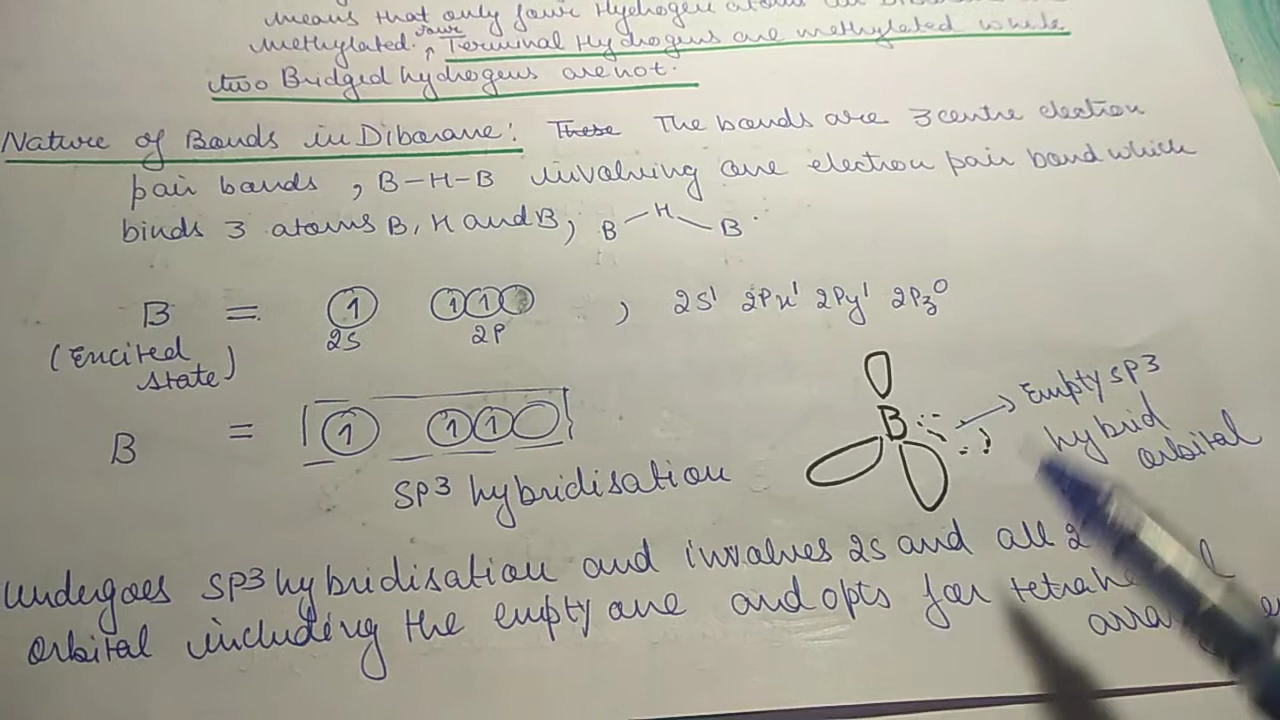 means that only four Hydrogen atoms in
methylated. four Terminal Hydrogens are methylated while
two Bridged hydrogens are not.
Nature of Bonds in Diborane: These The bonds are 3 centre electron
pair bonds, B-H-B involving one electron pair bond which
binds 3 atoms B, H and B; B H B.
B = 1 1 1 , 2S¹ 2Px¹ 2Py¹ 2Pz⁰
2S 2P
(Excited state)
B = 1 1 1
SP3 hybridisation
B
Empty SP3
hybrid
orbital
undergoes SP3 hybridisation and involves 2s and all 2
orbital including the empty one and opts for